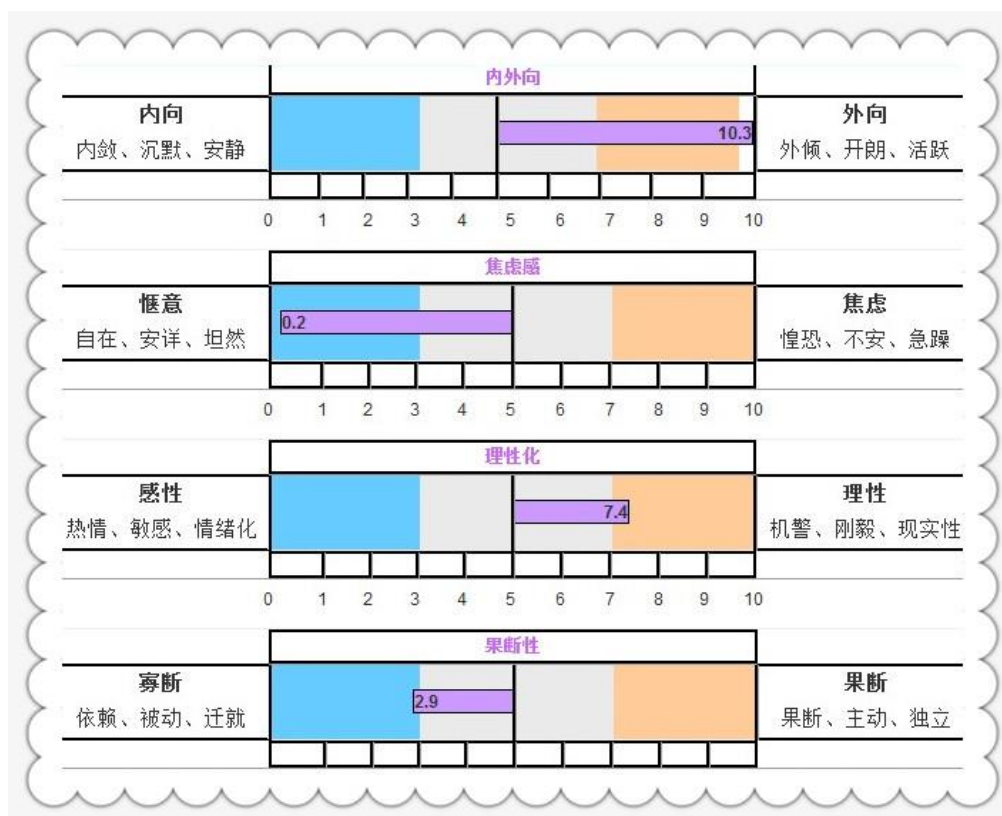 内外向
内向
内敛、沉默、安静
10.3
外向
外倾、开朗、活跃
0 1 2 3 4 5 6 7 8 9 10
焦虑感
惬意
自在、安详、坦然
0.2
焦虑
惶恐、不安、急躁
0 1 2 3 4 5 6 7 8 9 10
理性化
感性
热情、敏感、情绪化
7.4
理性
机警、刚毅、现实性
0 1 2 3 4 5 6 7 8 9 10
果断性
寡断
依赖、被动、迁就
2.9
果断
果断、主动、独立